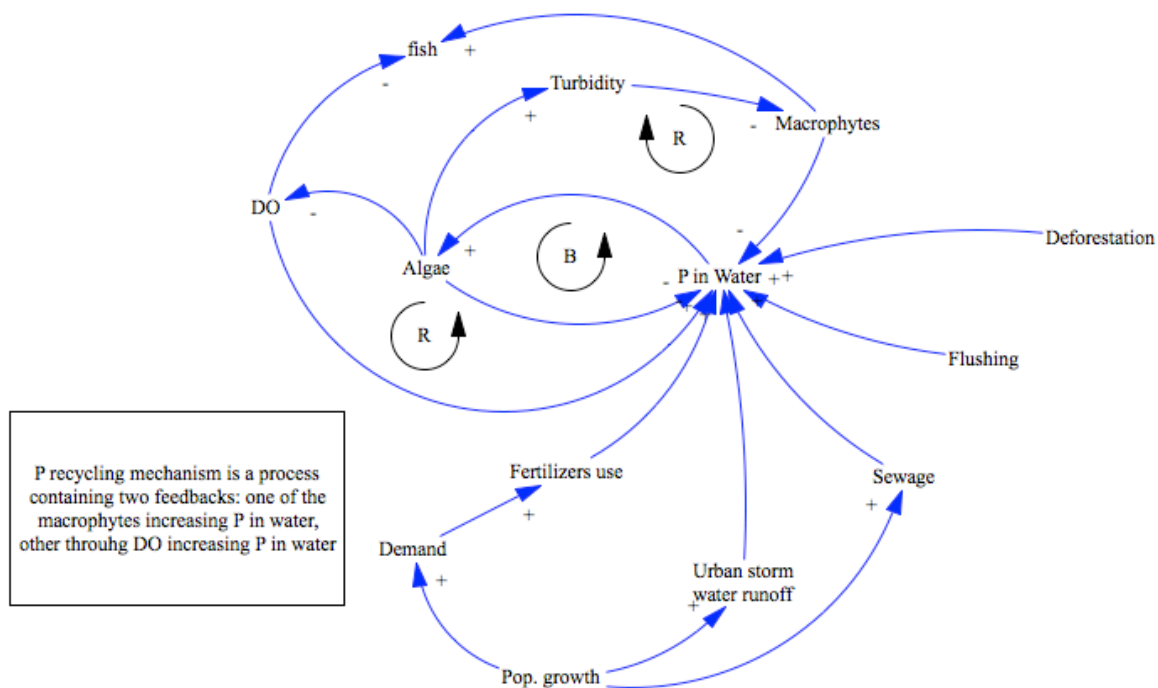 fish
+
-
Turbidity
+
-
Macrophytes
R
DO
-
+
B
-
Algae
Deforestation
- P in Water ++
+
R
Flushing
Fertilizers use
+
Sewage
+
P recycling mechanism is a process
containing two feedbacks: one of the
macrophytes increasing P in water,
other throuhg DO increasing P in water
Demand
+
Urban storm
water runoff
+
Pop. growth